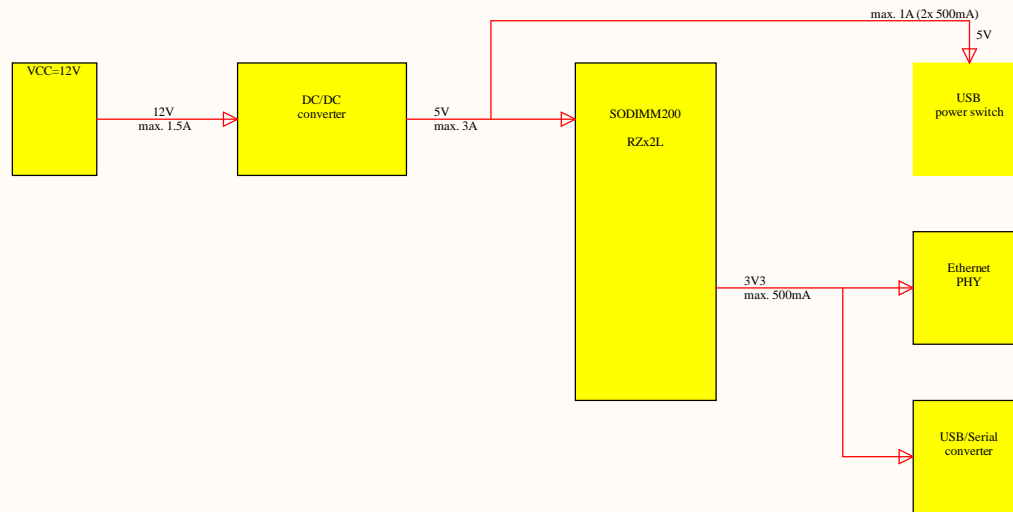 max. 1A (2x 500mA)
5V
VCC=12V
12V
max. 1.5A
DC/DC
converter
5V
max. 3A
SODIMM200
RZx2L
USB
power switch
3V3
max. 500mA
Ethernet
PHY
USB/Serial
converter